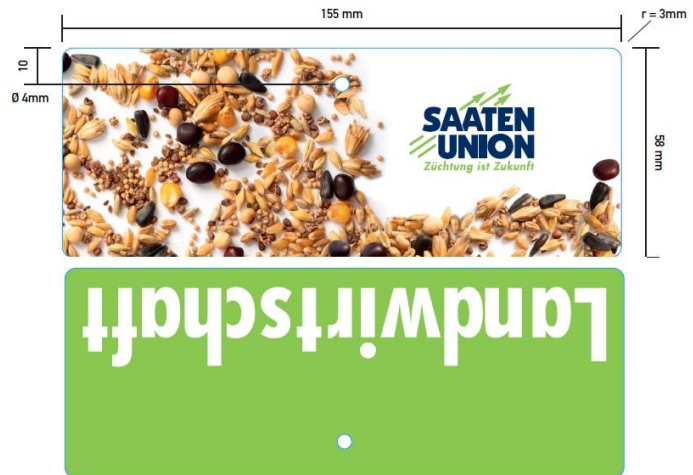 155 mm
r = 3mm
10
Ø 4mm
58 mm
SAATEN
UNION
Züchtung ist Zukunft
Landwirtschaft